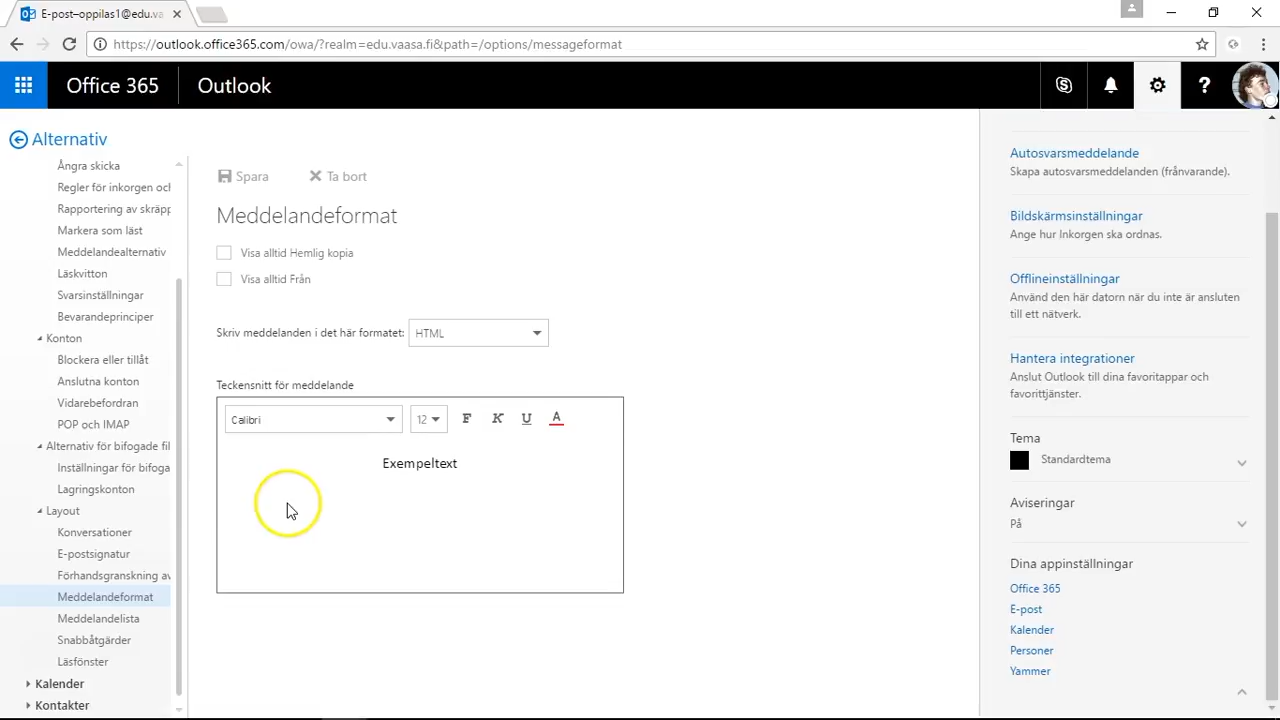 E-post–oppilas1@edu.va
https://outlook.office365.com/owa/?realm=edu.vaasa.fi&path=/options/messageformat
Office 365
Outlook
?
Alternativ
Ångra skicka
Regler för inkorgen och
Rapportering av skräpp
Markera som läst
Meddelandealternativ
Läskvitton
Svarsinställningar
Bevarandeprinciper
Konton
Blockera eller tillåt
Anslutna konton
Vidarebefordran
POP och IMAP
Alternativ för bifogade fil
Inställningar för bifoga
Lagringskonton
Layout
Konversationer
E-postsignatur
Förhandsgranskning av
Meddelandeformat
Meddelandelista
Snabbåtgärder
Läsfönster
Kalender
Kontakter
Spara
Ta bort
Meddelandeformat
Visa alltid Hemlig kopia
Visa alltid Från
Skriv meddelanden i det här formatet:
HTML
Teckensnitt för meddelande
Calibri
12
F K U A
Exempeltext
Autosvarsmeddelande
Skapa autosvarsmeddelanden (frånvarande).
Bildskärmsinställningar
Ange hur Inkorgen ska ordnas.
Offlineinställningar
Använd den här datorn när du inte är ansluten
till ett nätverk.
Hantera integrationer
Anslut Outlook till dina favoritappar och
favorittjänster.
Tema
Standardtema
Aviseringar
På
Dina appinställningar
Office 365
E-post
Kalender
Personer
Yammer